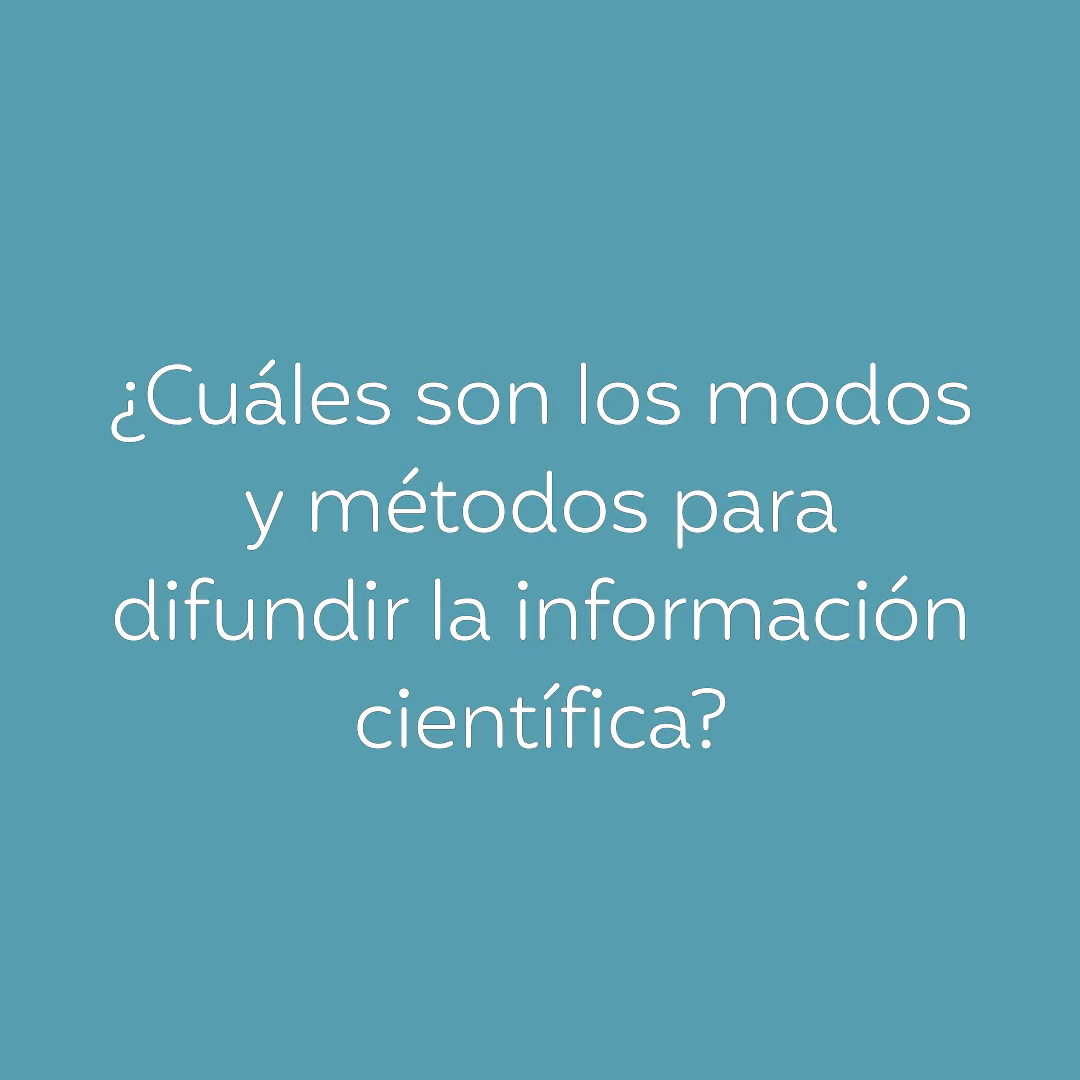 ¿Cuáles son los modos
y métodos para
difundir la información
científica?